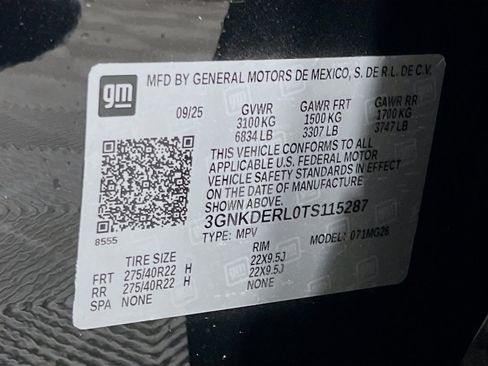 gm MFD BY GENERAL MOTORS DE MEXICO, S. DE R.L. DE C.V.
09/25 GVWR GAWR FRT GAWR RR
3100 KG 1500 KG 1700 KG
6834 LB 3307 LB 3747 LB
THIS VEHICLE CONFORMS TO ALL
APPLICABLE U.S. FEDERAL MOTOR
VEHICLE SAFETY STANDARDS IN EFFECT
ON THE DATE OF MANUFACTURE
SHOWN ABOVE.
3GNKDERL0TS115287
8555 TYPE: MPV MODEL: 071MG26
TIRE SIZE RIM
FRT 275/40R22 H 22X9.5J
RR 275/40R22 H 22X9.5J
SPA NONE NONE